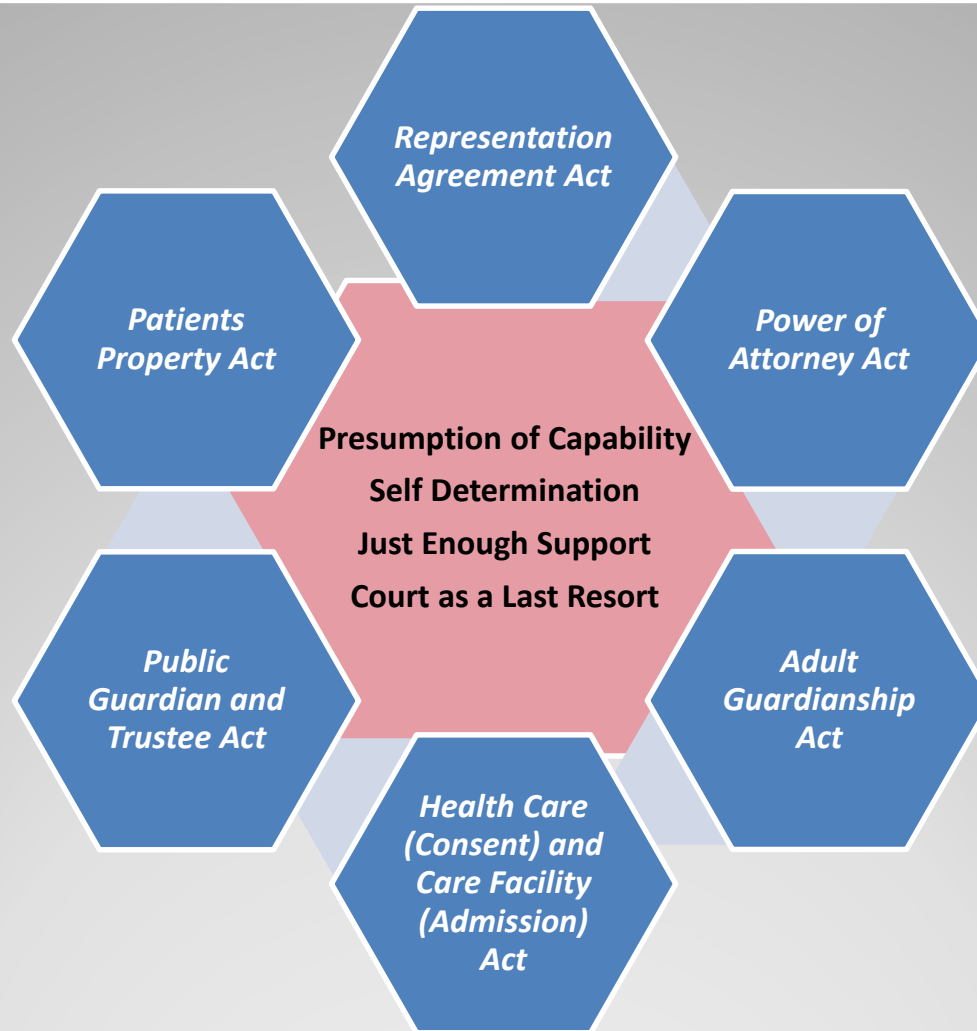 Representation
Agreement Act
Patients
Property Act
Power of
Attorney Act
Presumption of Capability
Self Determination
Just Enough Support
Court as a Last Resort
Public
Guardian and
Trustee Act
Adult
Guardianship
Act
Health Care
(Consent) and
Care Facility
(Admission)
Act